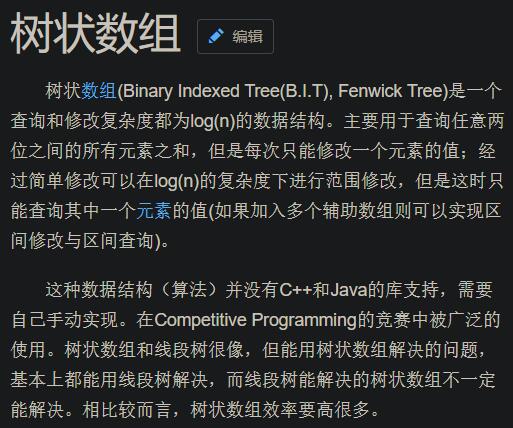 树状数组 编辑
树状数组(Binary Indexed Tree(B.I.T), Fenwick Tree)是一个
查询和修改复杂度都为log(n)的数据结构。主要用于查询任意两
位之间的所有元素之和，但是每次只能修改一个元素的值；经
过简单修改可以在log(n)的复杂度下进行范围修改，但是这时只
能查询其中一个元素的值(如果加入多个辅助数组则可以实现区
间修改与区间查询)。
这种数据结构（算法）并没有C++和Java的库支持，需要
自己手动实现。在Competitive Programming的竞赛中被广泛的
使用。树状数组和线段树很像，但能用树状数组解决的问题，
基本上都能用线段树解决，而线段树能解决的树状数组不一定
能解决。相比较而言，树状数组效率要高很多。